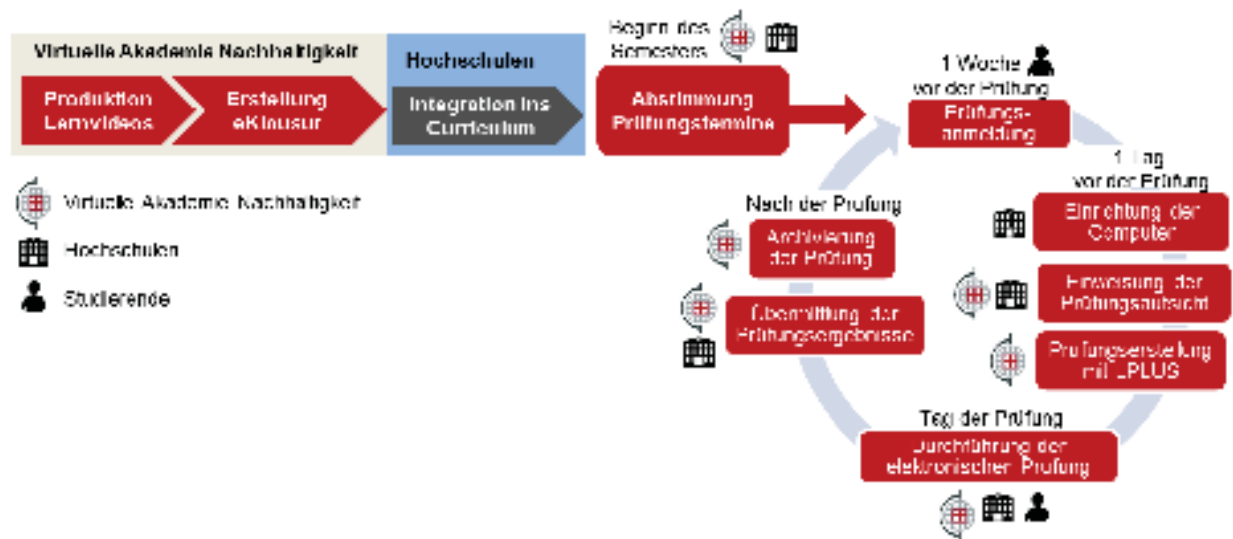 Virtuelle Akademie Nachhaltigkeit
Produktion
Lernvideos
Erstellung
eKlausur
Hochschulen
Integration ins
Curriculum
Beginn des
Semesters
Abstimmung
Prüfungstermine
1 Woche
vor der Prüfung
Prüfungs-
anmeldung
1 Tag
vor der Prüfung
Einrichtung der
Computer
Einweisung der
Prüfungsaufsicht
Prüfungserstellung
mit LPLUS
Tag der Prüfung
Durchführung der
elektronischen Prüfung
Nach der Prüfung
Archivierung
der Prüfung
Übermittlung der
Prüfungsergebnisse
Virtuelle Akademie Nachhaltigkeit
Hochschulen
Studierende